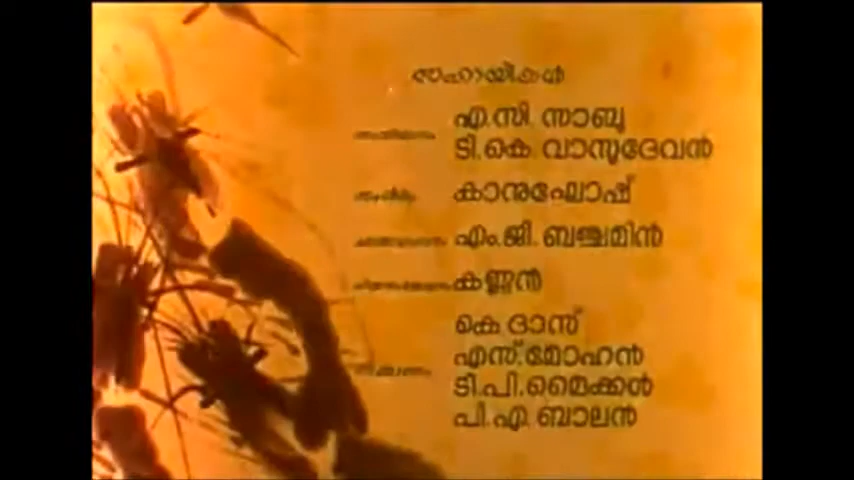 സഹായികൾ
എ.സി. സാബു
ടി.കെ. വാസുദേവൻ
കാനുഘോഷ്
എം.ജി. ബഞ്ചമിൻ
കണ്ണൻ
കെ ദാസ്
എസ്.മോഹൻ
ടി.പി.മൈക്കൾ
പി.എ. ബാലൻ